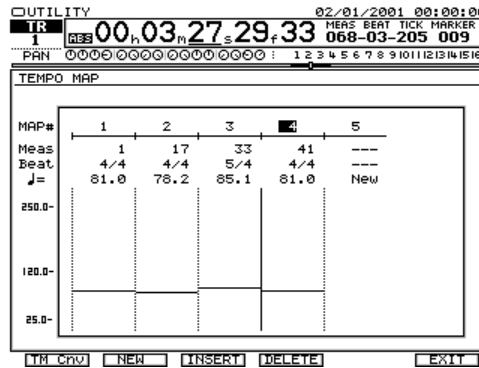 UTILITY 02/01/2001 00:00:00
TR 1 ABS 00h03m27s29f33 MEAS BEAT TICK MARKER
068-03-205 009
PAN 1 2 3 4 5 6 7 8 9 10 11 12 13 14 15 16
TEMPO MAP
MAP# 1 2 3 4 5
Meas 1 17 33 41 ---
Beat 4/4 4/4 5/4 4/4 ---
♩= 81.0 78.2 85.1 81.0 New
250.0-
120.0-
25.0-
TM Cnv NEW INSERT DELETE EXIT